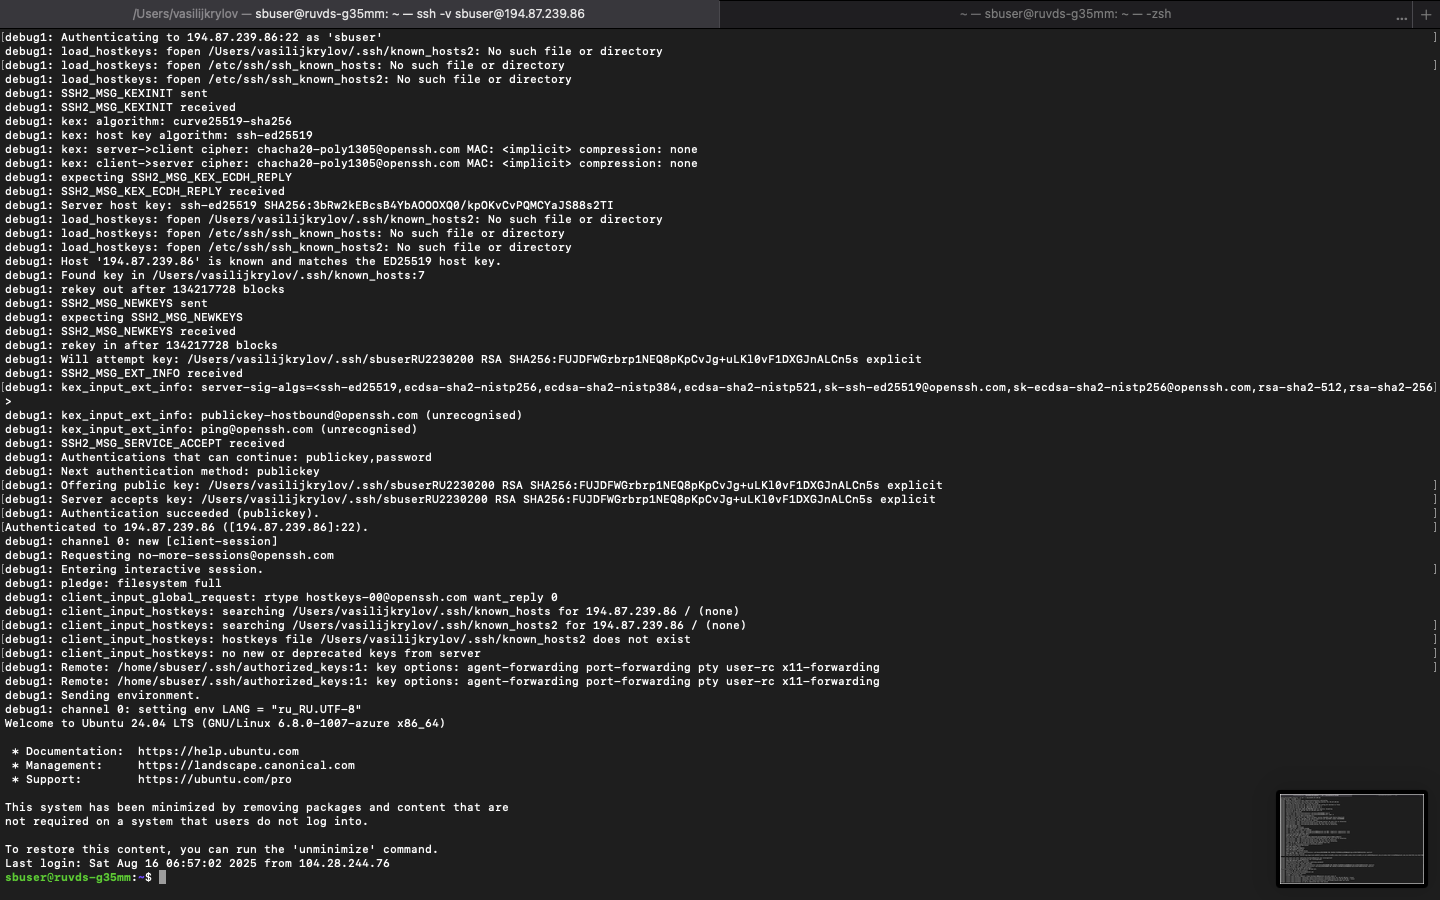 /Users/vasilijkrylov — sbuser@ruvds-g35mm: ~ — ssh -v sbuser@194.87.239.86
~ — sbuser@ruvds-g35mm: ~ — -zsh
... +
debug1: Authenticating to 194.87.239.86:22 as 'sbuser'
debug1: load_hostkeys: fopen /Users/vasilijkrylov/.ssh/known_hosts2: No such file or directory
debug1: load_hostkeys: fopen /etc/ssh/ssh_known_hosts: No such file or directory
debug1: load_hostkeys: fopen /etc/ssh/ssh_known_hosts2: No such file or directory
debug1: SSH2_MSG_KEXINIT sent
debug1: SSH2_MSG_KEXINIT received
debug1: kex: algorithm: curve25519-sha256
debug1: kex: host key algorithm: ssh-ed25519
debug1: kex: server->client cipher: chacha20-poly1305@openssh.com MAC: <implicit> compression: none
debug1: kex: client->server cipher: chacha20-poly1305@openssh.com MAC: <implicit> compression: none
debug1: expecting SSH2_MSG_KEX_ECDH_REPLY
debug1: SSH2_MSG_KEX_ECDH_REPLY received
debug1: Server host key: ssh-ed25519 SHA256:3bRw2kEBcsB4YbAOOOXQ0/kpOKvCvPQMCYaJS88s2TI
debug1: load_hostkeys: fopen /Users/vasilijkrylov/.ssh/known_hosts2: No such file or directory
debug1: load_hostkeys: fopen /etc/ssh/ssh_known_hosts: No such file or directory
debug1: load_hostkeys: fopen /etc/ssh/ssh_known_hosts2: No such file or directory
debug1: Host '194.87.239.86' is known and matches the ED25519 host key.
debug1: Found key in /Users/vasilijkrylov/.ssh/known_hosts:7
debug1: rekey out after 134217728 blocks
debug1: SSH2_MSG_NEWKEYS sent
debug1: expecting SSH2_MSG_NEWKEYS
debug1: SSH2_MSG_NEWKEYS received
debug1: rekey in after 134217728 blocks
debug1: Will attempt key: /Users/vasilijkrylov/.ssh/sbuserRU2230200 RSA SHA256:FUJDFWGrbrp1NEQ8pKpCvJg+uLKl0vF1DXGJnALCn5s explicit
debug1: SSH2_MSG_EXT_INFO received
debug1: kex_input_ext_info: server-sig-algs=<ssh-ed25519,ecdsa-sha2-nistp256,ecdsa-sha2-nistp384,ecdsa-sha2-nistp521,sk-ssh-ed25519@openssh.com,sk-ecdsa-sha2-nistp256@openssh.com,rsa-sha2-512,rsa-sha2-256
>
debug1: kex_input_ext_info: publickey-hostbound@openssh.com (unrecognised)
debug1: kex_input_ext_info: ping@openssh.com (unrecognised)
debug1: SSH2_MSG_SERVICE_ACCEPT received
debug1: Authentications that can continue: publickey,password
debug1: Next authentication method: publickey
debug1: Offering public key: /Users/vasilijkrylov/.ssh/sbuserRU2230200 RSA SHA256:FUJDFWGrbrp1NEQ8pKpCvJg+uLKl0vF1DXGJnALCn5s explicit
debug1: Server accepts key: /Users/vasilijkrylov/.ssh/sbuserRU2230200 RSA SHA256:FUJDFWGrbrp1NEQ8pKpCvJg+uLKl0vF1DXGJnALCn5s explicit
debug1: Authentication succeeded (publickey).
Authenticated to 194.87.239.86 ([194.87.239.86]:22).
debug1: channel 0: new [client-session]
debug1: Requesting no-more-sessions@openssh.com
debug1: Entering interactive session.
debug1: pledge: filesystem full
debug1: client_input_global_request: rtype hostkeys-00@openssh.com want_reply 0
debug1: client_input_hostkeys: searching /Users/vasilijkrylov/.ssh/known_hosts for 194.87.239.86 / (none)
debug1: client_input_hostkeys: searching /Users/vasilijkrylov/.ssh/known_hosts2 for 194.87.239.86 / (none)
debug1: client_input_hostkeys: hostkeys file /Users/vasilijkrylov/.ssh/known_hosts2 does not exist
debug1: client_input_hostkeys: no new or deprecated keys from server
debug1: Remote: /home/sbuser/.ssh/authorized_keys:1: key options: agent-forwarding port-forwarding pty user-rc x11-forwarding
debug1: Remote: /home/sbuser/.ssh/authorized_keys:1: key options: agent-forwarding port-forwarding pty user-rc x11-forwarding
debug1: Sending environment.
debug1: channel 0: setting env LANG = "ru_RU.UTF-8"
Welcome to Ubuntu 24.04 LTS (GNU/Linux 6.8.0-1007-azure x86_64)
* Documentation: https://help.ubuntu.com
* Management: https://landscape.canonical.com
* Support: https://ubuntu.com/pro
This system has been minimized by removing packages and content that are
not required on a system that users do not log into.
To restore this content, you can run the 'unminimize' command.
Last login: Sat Aug 16 06:57:02 2025 from 104.28.244.76
sbuser@ruvds-g35mm:~$